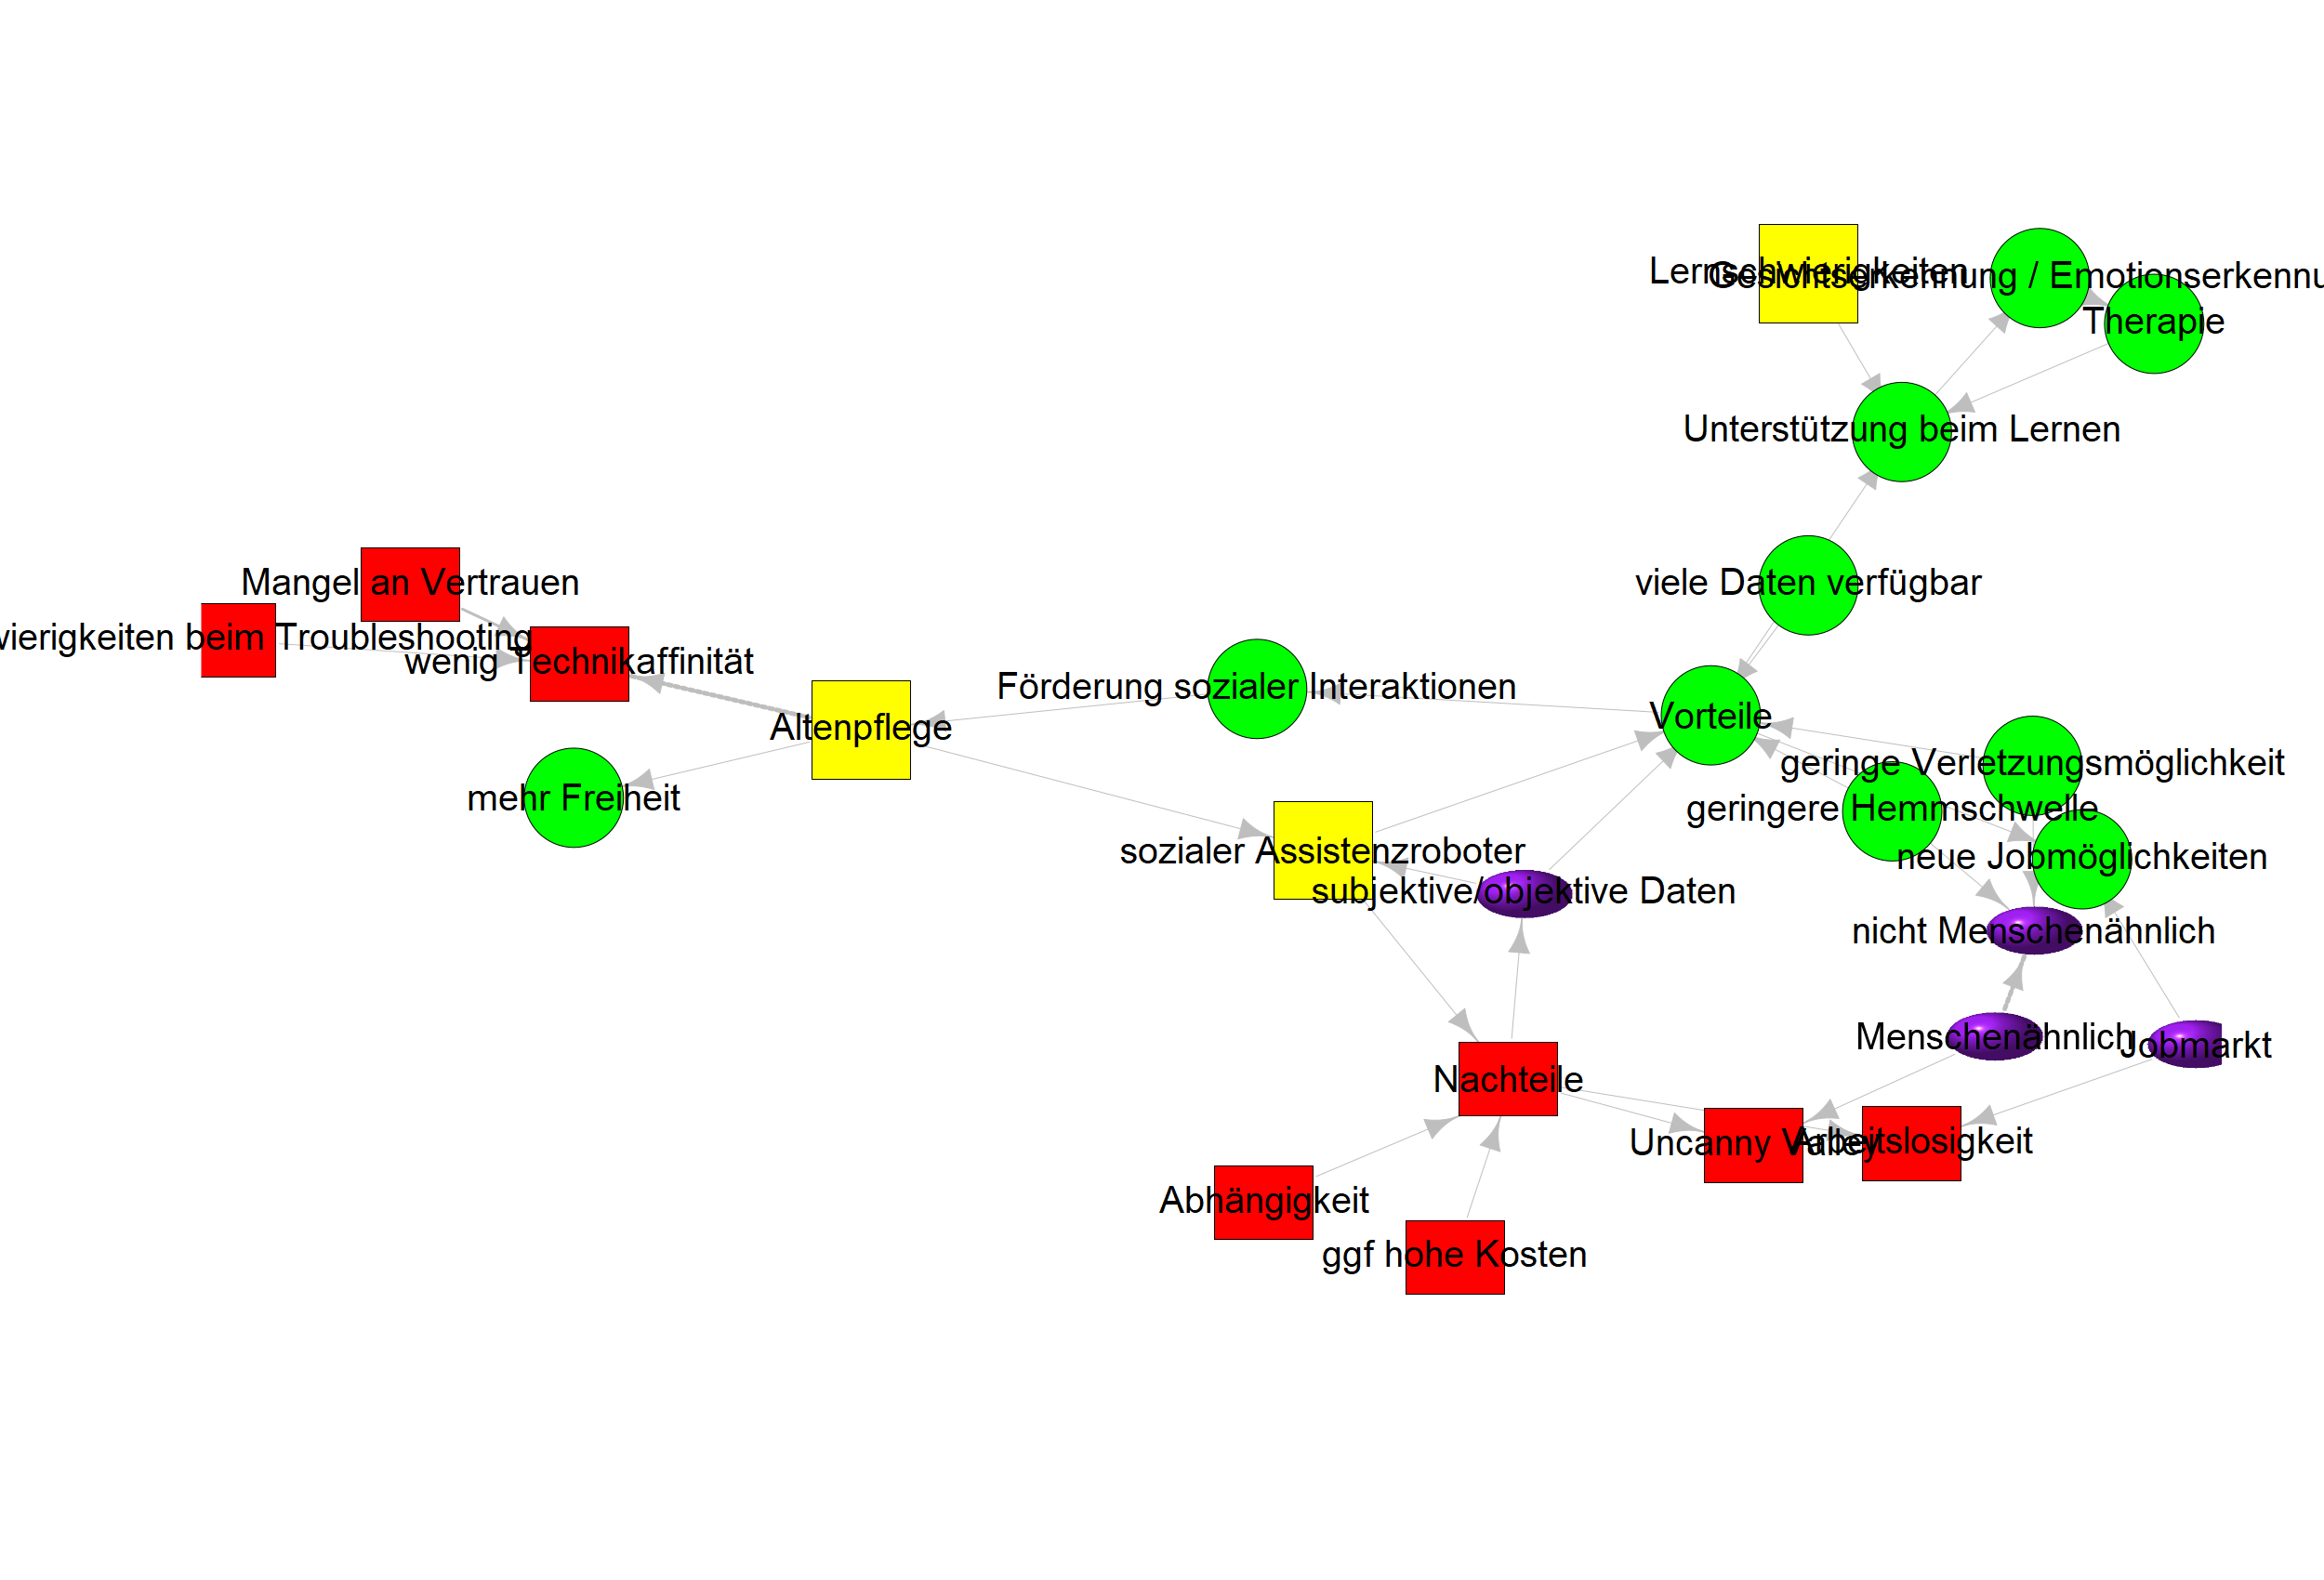 Lernschwierigkeiten
Gesichtserkennung / Emotionserkennu
Therapie
Unterstützung beim Lernen
Mangel an Vertrauen
viele Daten verfügbar
wierigkeiten beim Troubleshooting
wenig Technikaffinität
Förderung sozialer Interaktionen
Vorteile
Altenpflege
geringe Verletzungsmöglichkeit
mehr Freiheit
geringere Hemmschwelle
sozialer Assistenzroboter
neue Jobmöglichkeiten
subjektive/objektive Daten
nicht Menschenähnlich
Menschenähnlich
Jobmarkt
Nachteile
Uncanny Valley
Arbeitslosigkeit
Abhängigkeit
ggf hohe Kosten